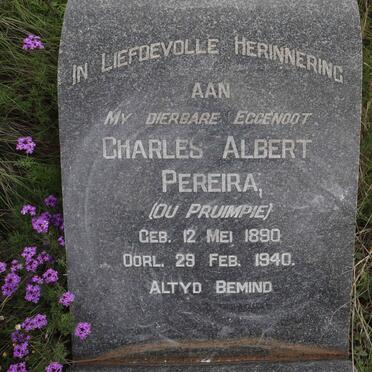 In Liefdevolle Herinnering
aan
My dierbare Eggenoot
Charles Albert
Pereira,
(Ou Pruimpie)
Geb. 12 Mei 1890
Oorl. 29 Feb. 1940.
Altyd Bemind